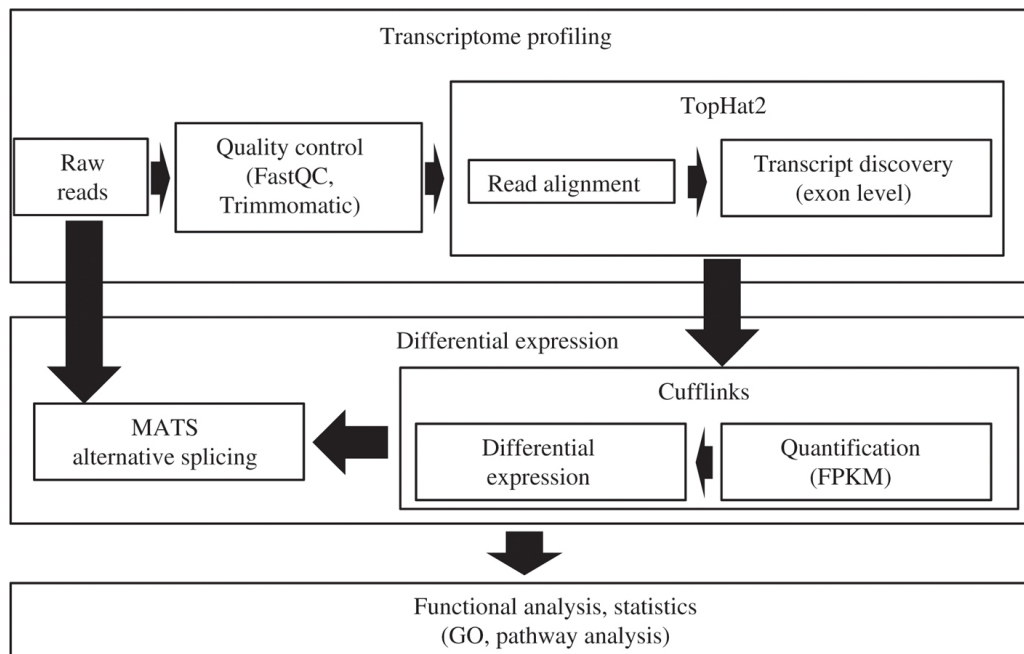 Transcriptome profiling
TopHat2
Raw
reads
Quality control
(FastQC,
Trimmomatic)
Read alignment
Transcript discovery
(exon level)
Differential expression
Cufflinks
MATS
alternative splicing
Differential
expression
Quantification
(FPKM)
Functional analysis, statistics
(GO, pathway analysis)